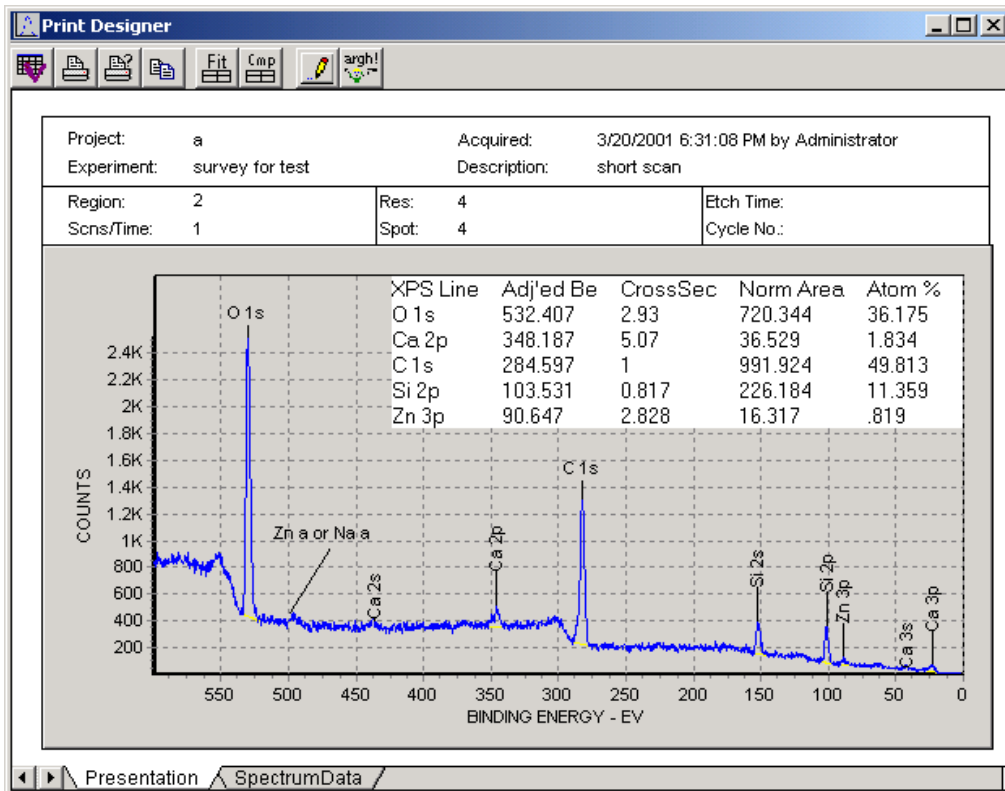 Print Designer
Fit Cmp argh!
Project: a Acquired: 3/20/2001 6:31:08 PM by Administrator
Experiment: survey for test Description: short scan
Region: 2 Res: 4 Etch Time:
Scns/Time: 1 Spot: 4 Cycle No.:
XPS Line Adj'ed Be CrossSec Norm Area Atom %
O 1s 532.407 2.93 720.344 36.175
Ca 2p 348.187 5.07 36.529 1.834
C 1s 284.597 1 991.924 49.813
Si 2p 103.531 0.817 226.184 11.359
Zn 3p 90.647 2.828 16.317 .819
O 1s
Zn a or Na a
Ca 2s
Ca 2p
C 1s
Si 2s
Si 2p
Zn 3p
Ca 3s
Ca 3p
COUNTS
2.4K
2.2K
2K
1.8K
1.6K
1.4K
1.2K
1K
800
600
400
200
550 500 450 400 350 300 250 200 150 100 50 0
BINDING ENERGY - EV
Presentation SpectrumData